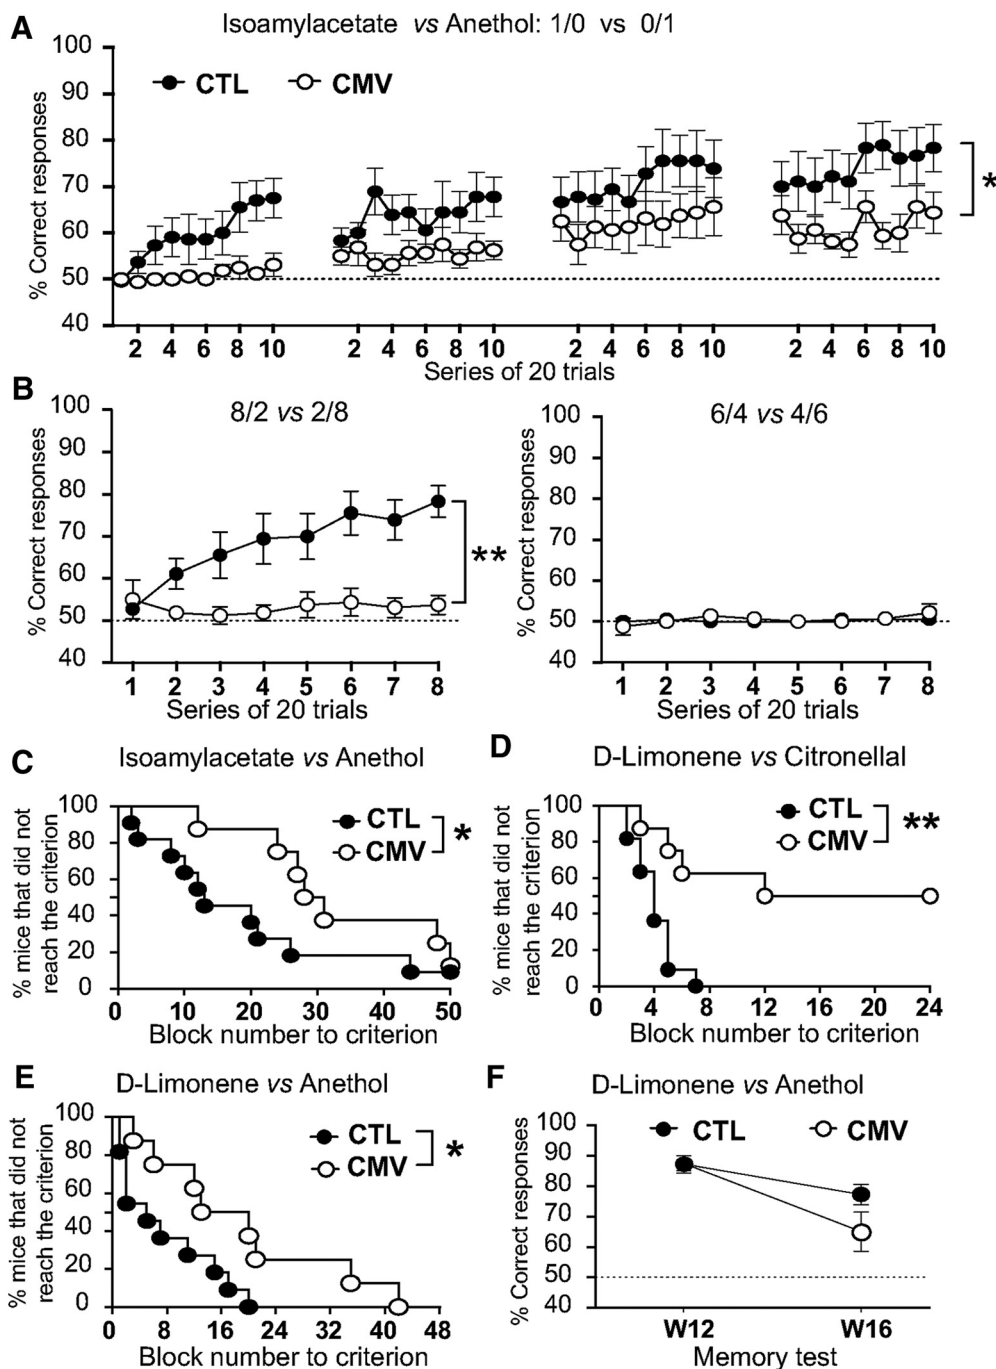 A
Isoamylacetate vs Anethol: 1/0 vs 0/1
% Correct responses
100
90
80
70
60
50
40
CTL
CMV
*
2 4 6 8 10 2 4 6 8 10 2 4 6 8 10 2 4 6 8 10
Series of 20 trials
B
8/2 vs 2/8
% Correct responses
100
90
80
70
60
50
40
**
1 2 3 4 5 6 7 8
Series of 20 trials
6/4 vs 4/6
% Correct responses
100
90
80
70
60
50
40
1 2 3 4 5 6 7 8
Series of 20 trials
C
Isoamylacetate vs Anethol
% mice that did not
reach the criterion
100
80
60
40
20
0
CTL
CMV
*
0 10 20 30 40 50
Block number to criterion
D
D-Limonene vs Citronellal
% mice that did not
reach the criterion
100
80
60
40
20
0
CTL
CMV
**
0 4 8 12 16 20 24
Block number to criterion
E
D-Limonene vs Anethol
% mice that did not
reach the criterion
100
80
60
40
20
0
CTL
CMV
*
0 8 16 24 32 40 48
Block number to criterion
F
D-Limonene vs Anethol
% Correct responses
100
90
80
70
60
50
40
CTL
CMV
W12 W16
Memory test